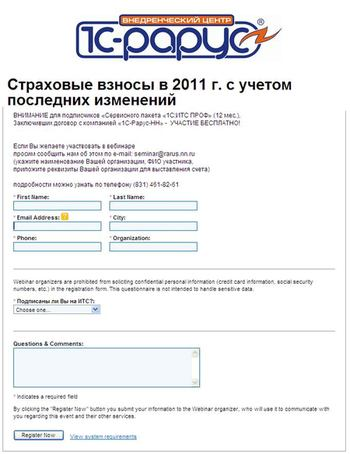 ВНЕДРЕНЧЕСКИЙ ЦЕНТР
1С-рарус
Страховые взносы в 2011 г. с учетом
последних изменений
ВНИМАНИЕ для подписчиков «Сервисного пакета «1С:ИТС ПРОФ» (12 мес.),
Заключивших договор с компанией «1С-Рарус-НН» - УЧАСТИЕ БЕСПЛАТНО!
Если Вы желаете участвовать в вебинаре
просим сообщить нам об этом по e-mail: seminar@rarus.nn.ru
(укажите наименование Вашей организации, ФИО участника,
приложите реквизиты Вашей организации для выставления счета)
подробности можно узнать по телефону (831) 461-82-61
* First Name: * Last Name:
* Email Address: ? * City:
* Phone: * Organization:
Webinar organizers are prohibited from soliciting confidential personal information (credit card information, social security
numbers, etc.) in the registration form. This questionnaire is not intended to handle sensitive data.
* Подписаны ли Вы на ИТС?:
Choose one...
Questions & Comments:
* Indicates a required field
By clicking the "Register Now" button you submit your information to the Webinar organizer, who will use it to communicate with
you regarding this event and their other services.
Register Now View system requirements